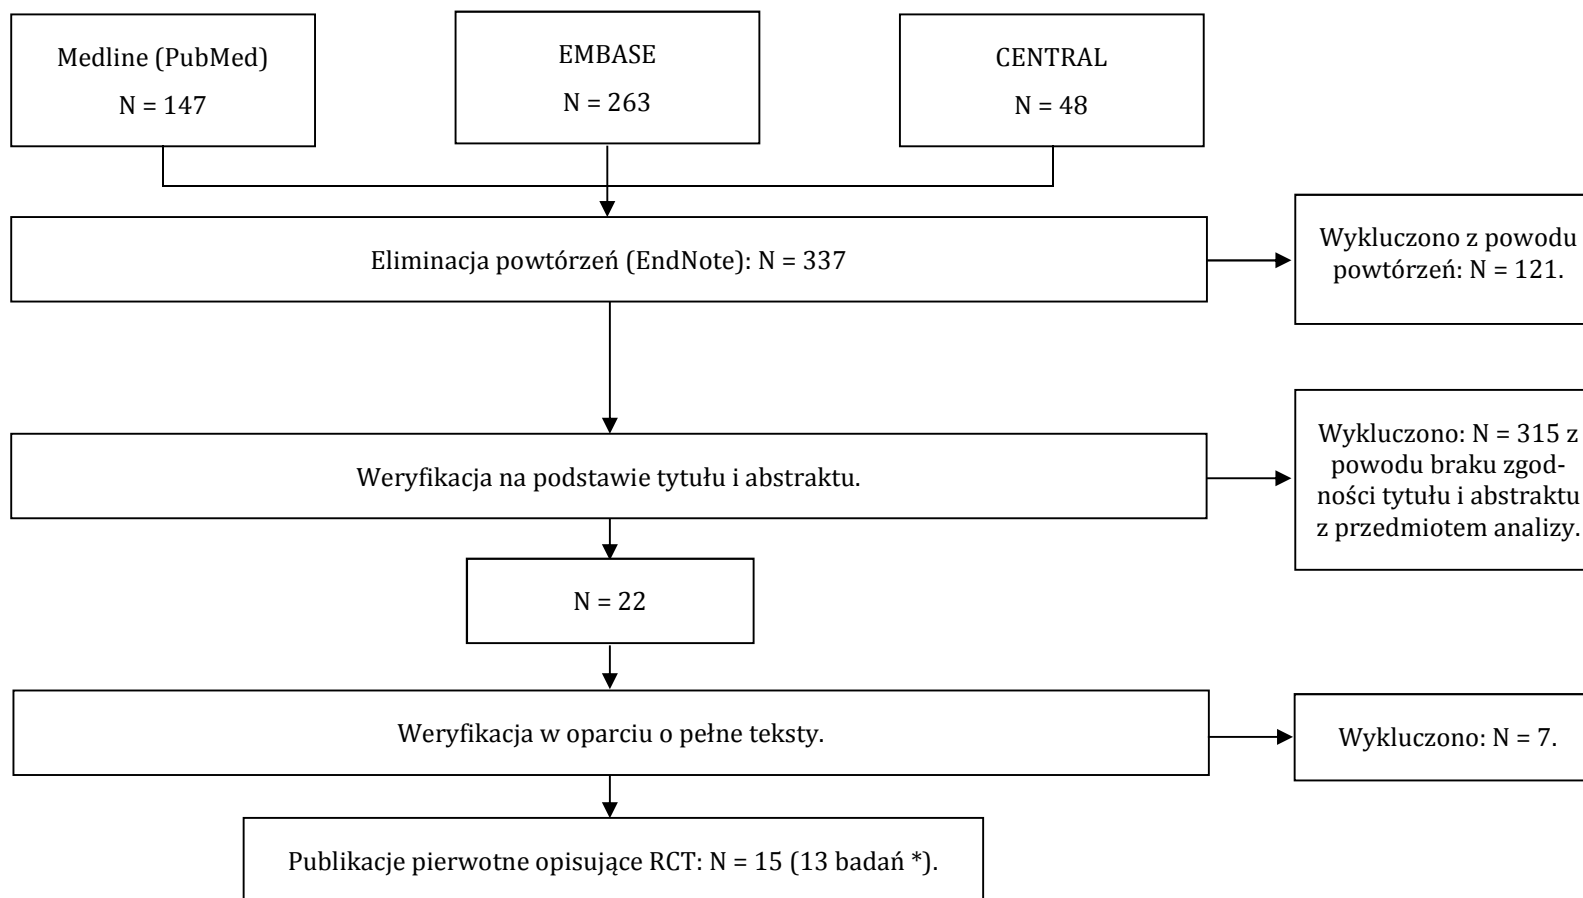 Medline (PubMed)
N = 147
EMBASE
N = 263
CENTRAL
N = 48
Eliminacja powtórzeń (EndNote): N = 337
Wykluczono z powodu
powtórzeń: N = 121.
Weryfikacja na podstawie tytułu i abstraktu.
Wykluczono: N = 315 z
powodu braku zgod-
ności tytułu i abstraktu
z przedmiotem analizy.
N = 22
Weryfikacja w oparciu o pełne teksty.
Wykluczono: N = 7.
Publikacje pierwotne opisujące RCT: N = 15 (13 badań *).